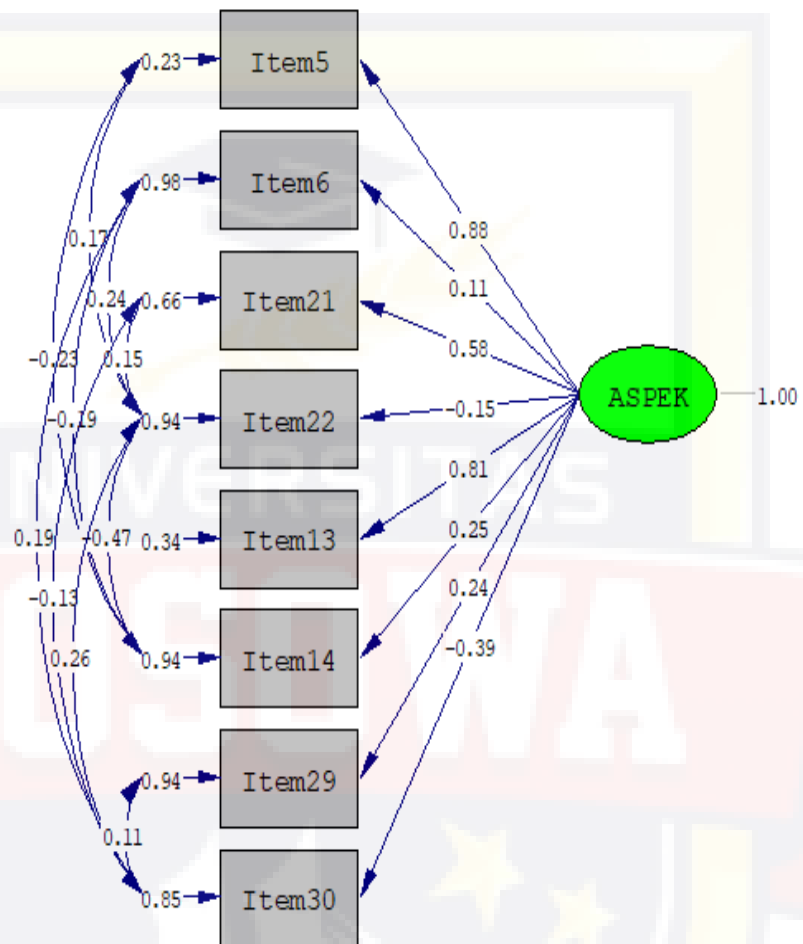 0.23 Item5
0.98 Item6
0.88
0.17
0.11
0.24 0.66 Item21
0.58
-0.23 0.15
ASPEK 1.00
-0.19 0.94 Item22 -0.15
UNIVERSITAS
0.81
0.19 -0.47 0.34 Item13
0.25
-0.13
0.24
0.26 0.94 Item14
-0.39
BOSOWA
0.94 Item29
0.11
0.85 Item30